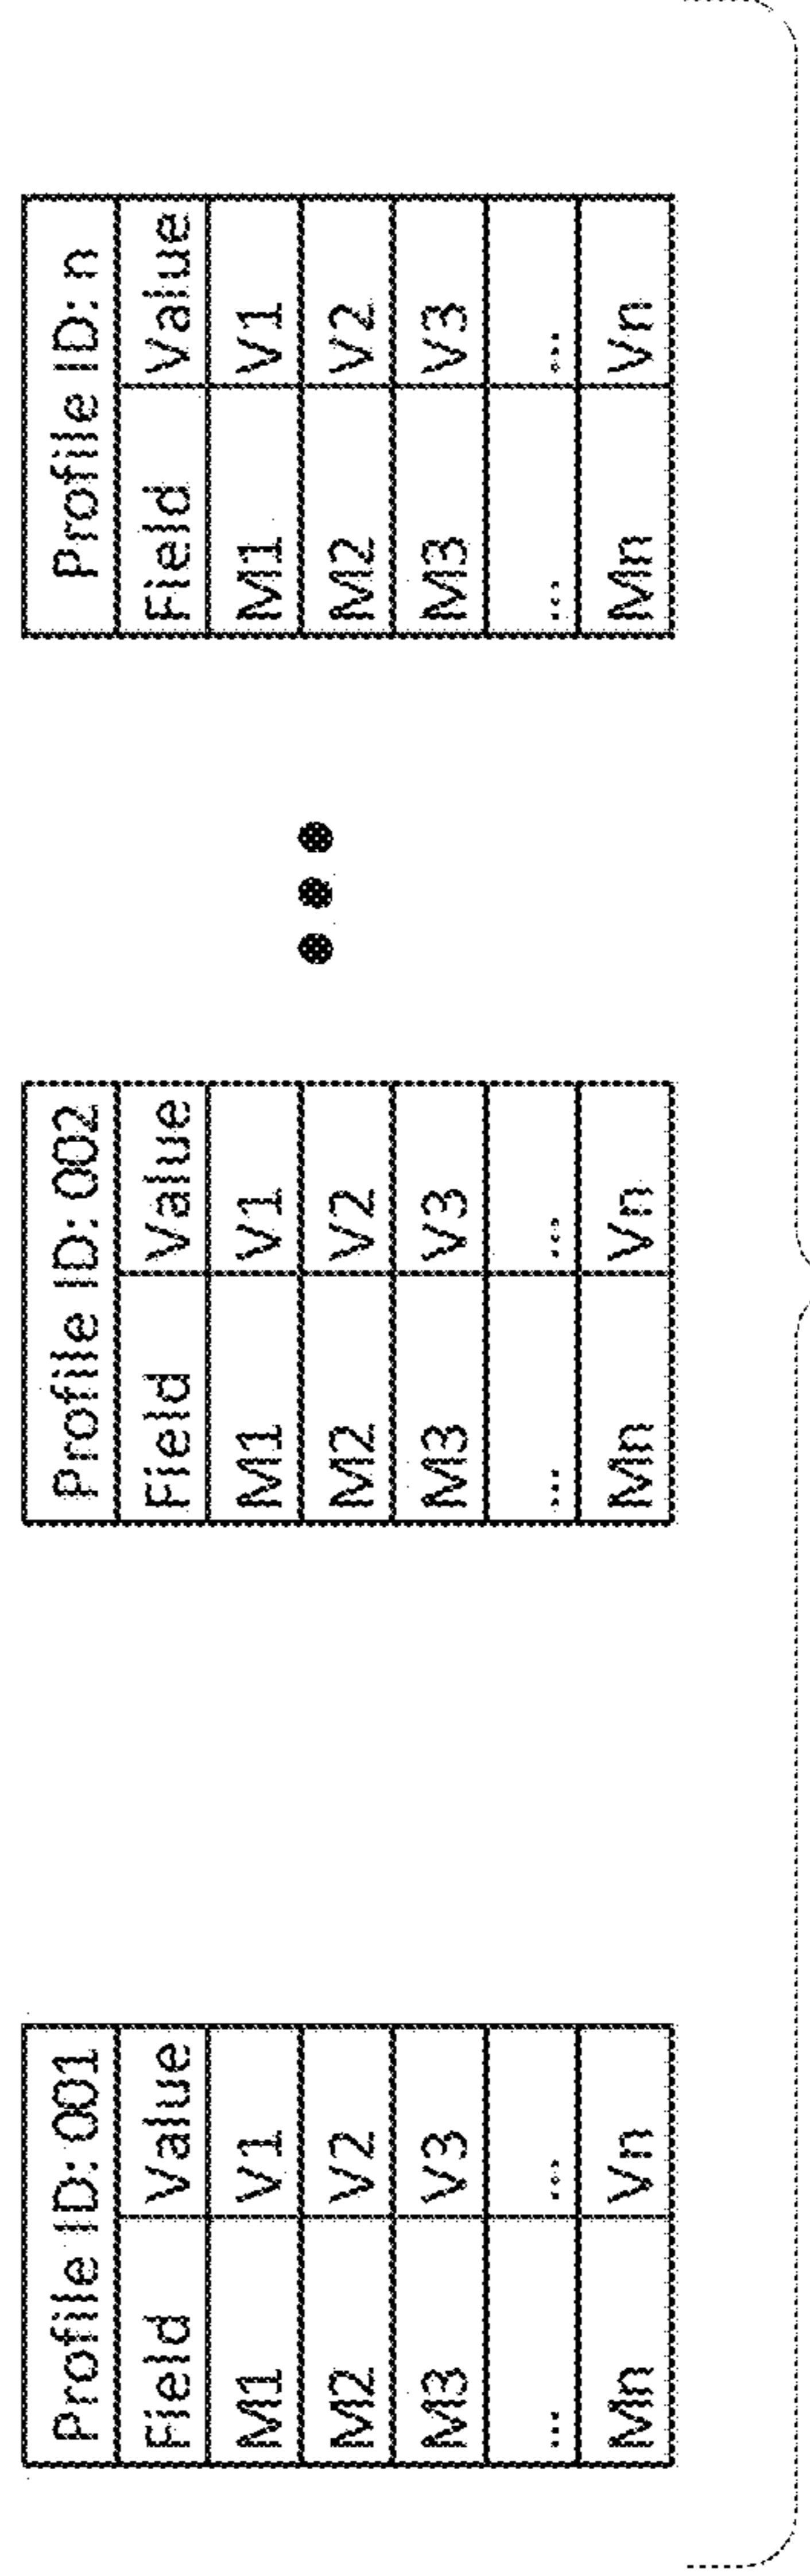 Profile ID: 001
Field Value
M1 V1
M2 V2
M3 V3
... ...
Mn Vn
Profile ID: 002
Field Value
M1 V1
M2 V2
M3 V3
... ...
Mn Vn
Profile ID: n
Field Value
M1 V1
M2 V2
M3 V3
... ...
Mn Vn